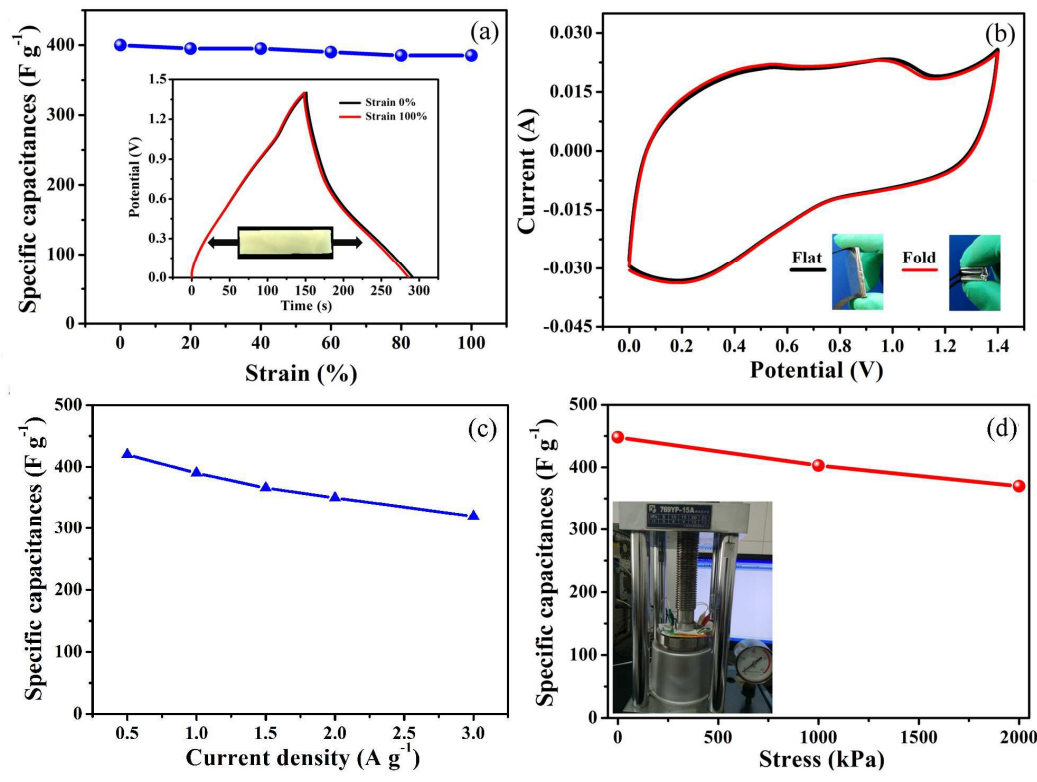 (a)
Specific capacitances (F g⁻¹)
400
300
200
100
0
0 20 40 60 80 100
Strain (%)
Potential (V)
1.5
1.2
0.9
0.6
0.3
0.0
Strain 0%
Strain 100%
0 50 100 150 200 250 300
Time (s)
(b)
Current (A)
0.030
0.015
0.000
-0.015
-0.030
-0.045
Flat
Fold
0.0 0.2 0.4 0.6 0.8 1.0 1.2 1.4
Potential (V)
(c)
Specific capacitances (F g⁻¹)
500
400
300
200
100
0
0.5 1.0 1.5 2.0 2.5 3.0
Current density (A g⁻¹)
(d)
Specific capacitances (F g⁻¹)
500
400
300
200
100
0
769YP-15A
0 500 1000 1500 2000
Stress (kPa)